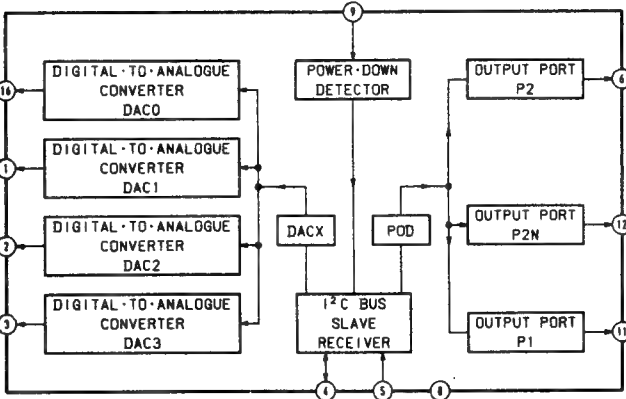 9
DIGITAL·TO·ANALOGUE
CONVERTER
DAC0
16
POWER·DOWN
DETECTOR
OUTPUT PORT
P2
6
DIGITAL·TO·ANALOGUE
CONVERTER
DAC1
1
DIGITAL·TO·ANALOGUE
CONVERTER
DAC2
2
DACX
POD
OUTPUT PORT
P2N
12
DIGITAL·TO·ANALOGUE
CONVERTER
DAC3
3
I²C BUS
SLAVE
RECEIVER
OUTPUT PORT
P1
11
4
5
8